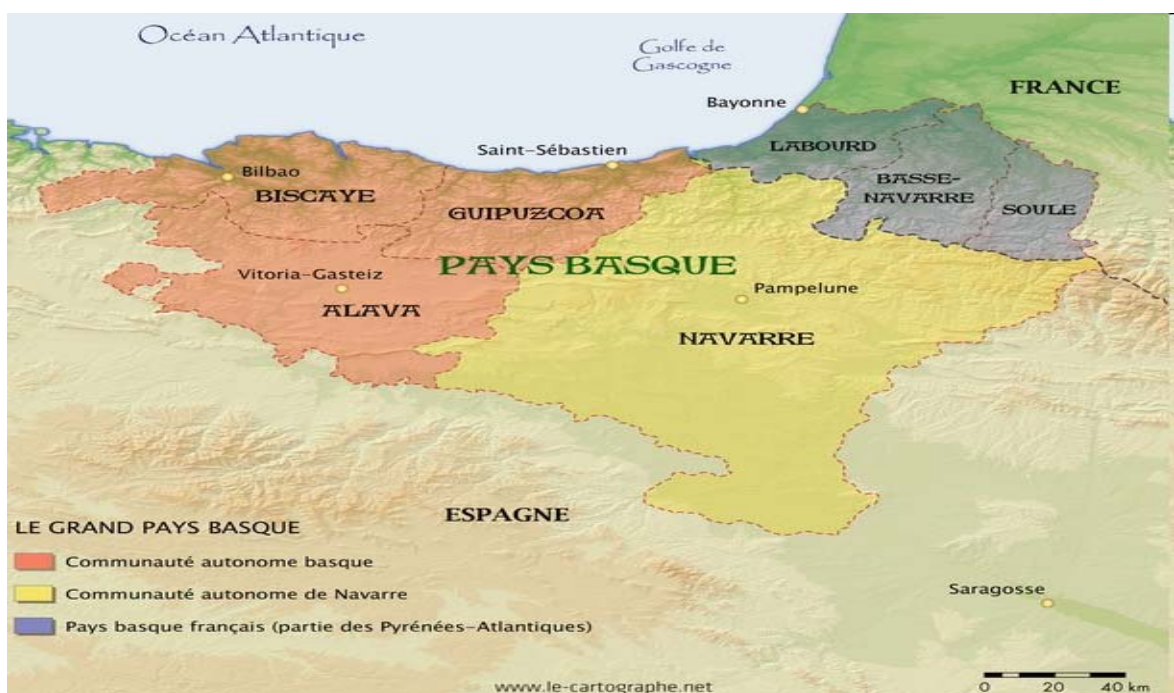 Océan Atlantique
Golfe de
Gascogne
FRANCE
Bayonne
Saint-Sébastien
LABOURD
Bilbao
BISCAYE
BASSE-
NAVARRE
GUIPUZCOA
SOULE
PAYS BASQUE
Vitoria-Gasteiz
Pampelune
ALAVA
NAVARRE
ESPAGNE
LE GRAND PAYS BASQUE
Communauté autonome basque
Communauté autonome de Navarre
Pays basque français (partie des Pyrénées-Atlantiques)
Saragosse
www.le-cartographe.net
0 20 40 km